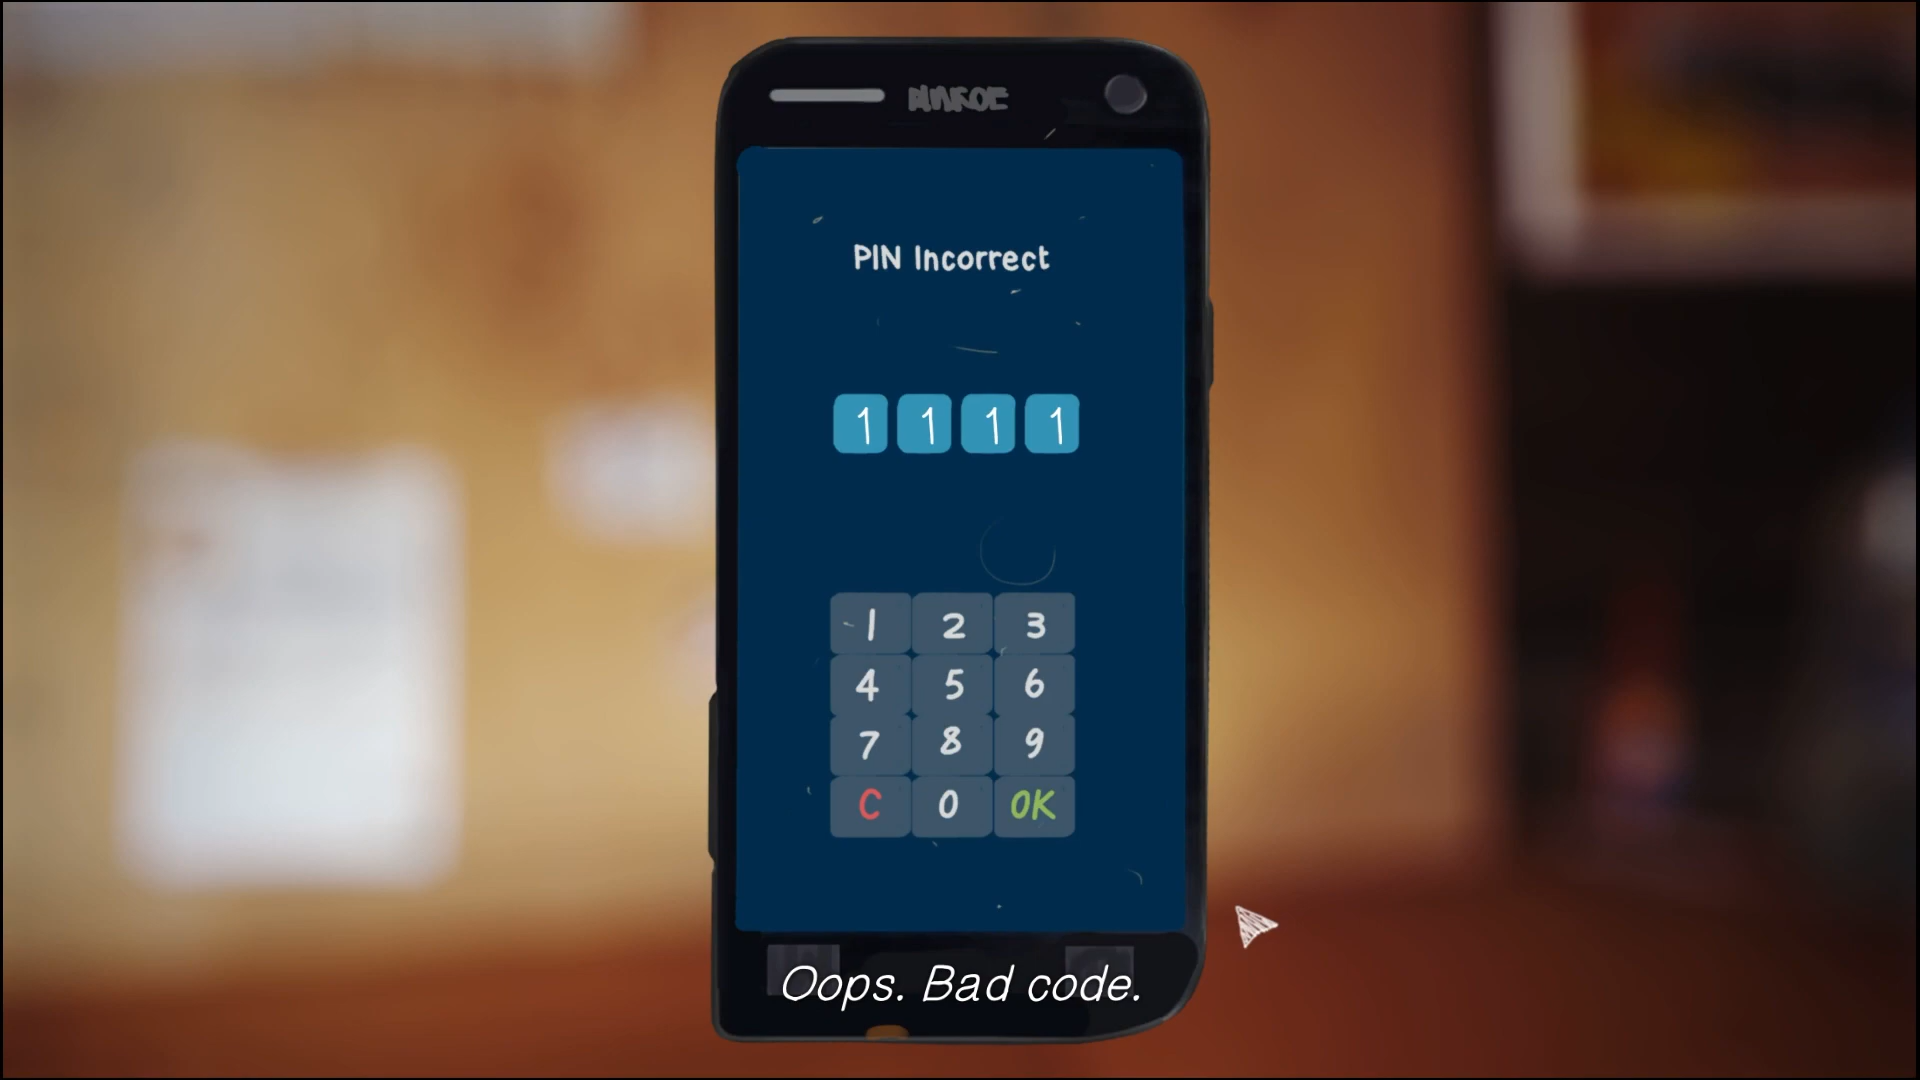 PIN Incorrect
1 1 1 1
1 2 3
4 5 6
7 8 9
C 0 OK
Oops. Bad code.